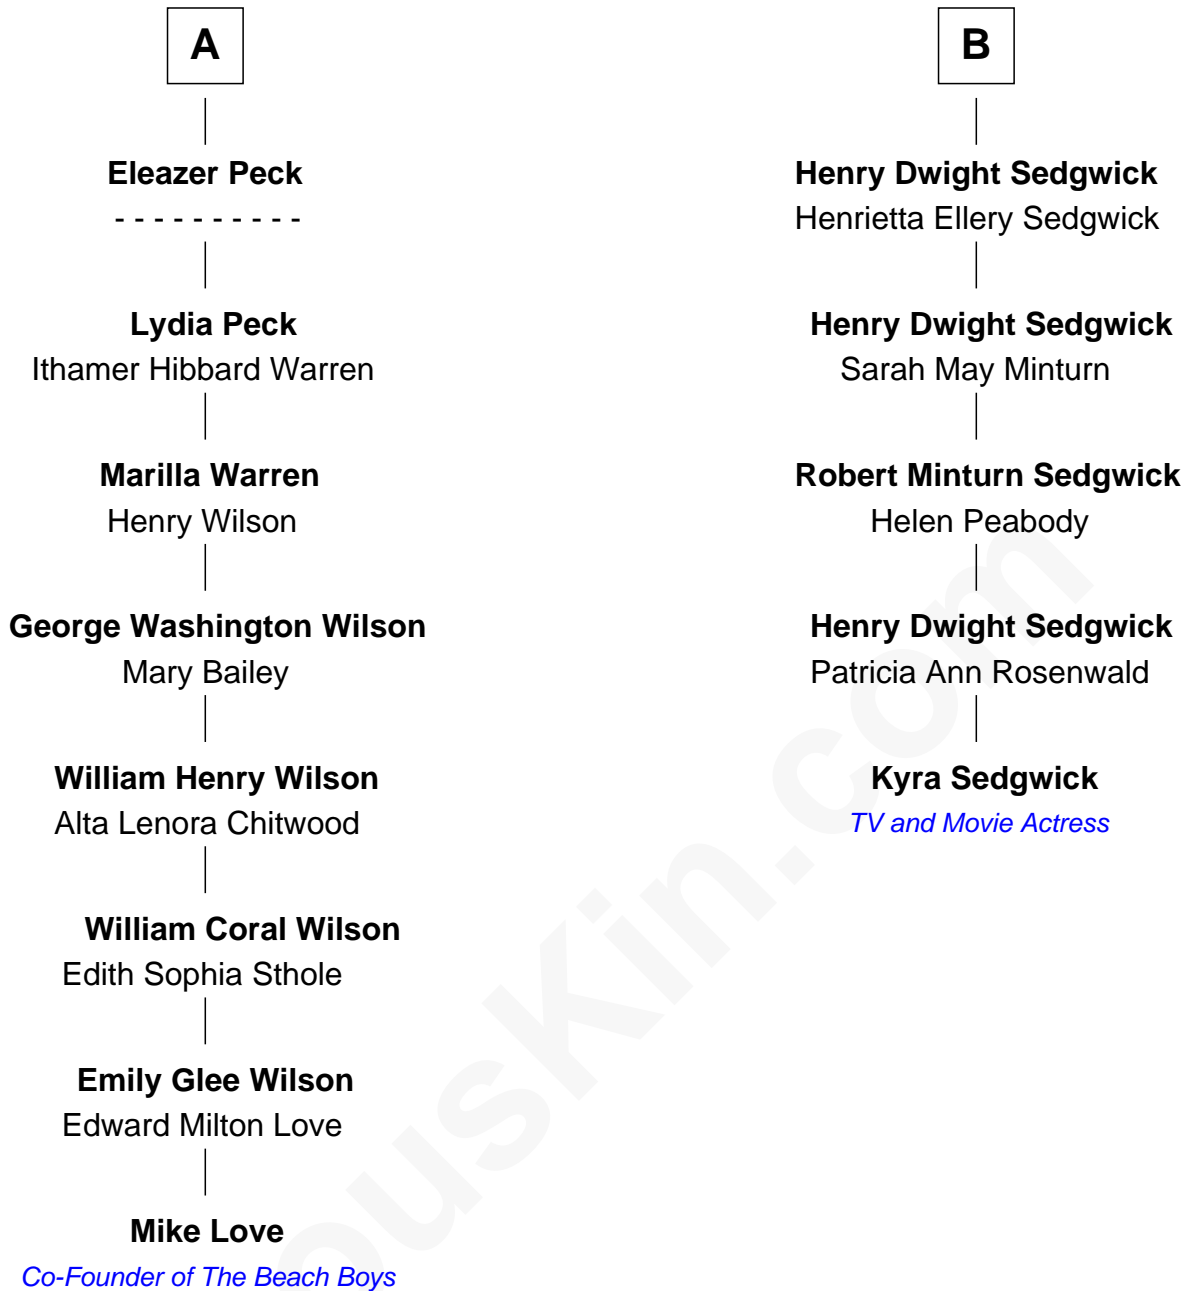 A
Eleazer Peck
- - - - - - - - - -
Lydia Peck
Ithamer Hibbard Warren
Marilla Warren
Henry Wilson
George Washington Wilson
Mary Bailey
William Henry Wilson
Alta Lenora Chitwood
William Coral Wilson
Edith Sophia Sthole
Emily Glee Wilson
Edward Milton Love
Mike Love
Co-Founder of The Beach Boys
B
Henry Dwight Sedgwick
Henrietta Ellery Sedgwick
Henry Dwight Sedgwick
Sarah May Minturn
Robert Minturn Sedgwick
Helen Peabody
Henry Dwight Sedgwick
Patricia Ann Rosenwald
Kyra Sedgwick
TV and Movie Actress
ousKin.com